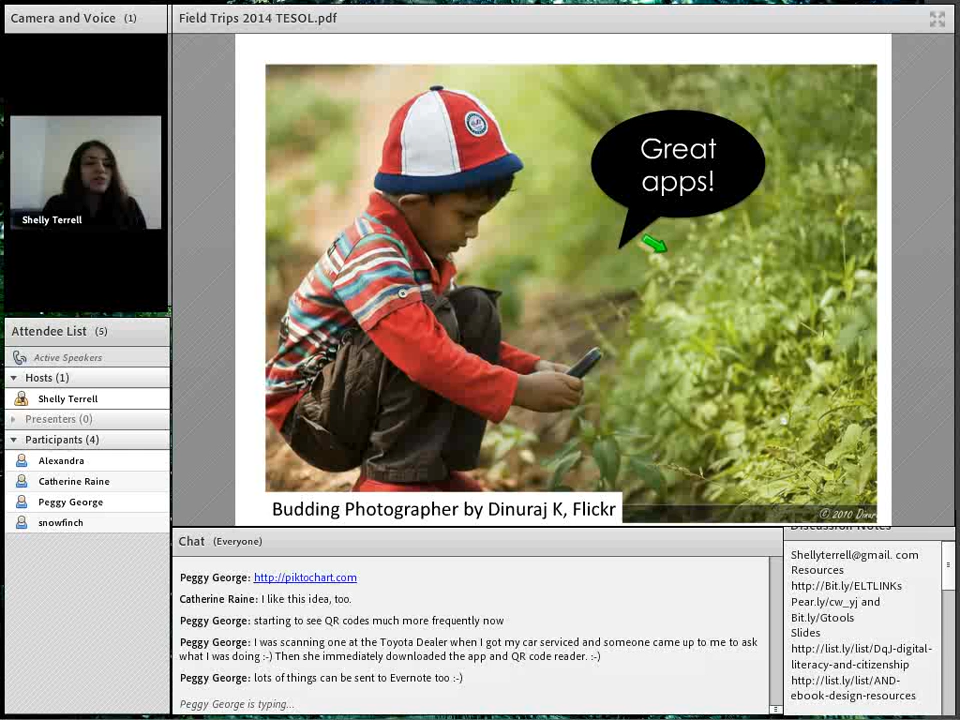 Camera and Voice (1)
Shelly Terrell
Attendee List (5)
Active Speakers
Hosts (1)
Shelly Terrell
Presenters (0)
Participants (4)
Alexandra
Catherine Raine
Peggy George
snowfinch
Field Trips 2014 TESOL.pdf
Great
apps!
Budding Photographer by Dinuraj K, Flickr
© 2010
Chat (Everyone)
Peggy George: http://piktochart.com
Catherine Raine: I like this idea, too.
Peggy George: starting to see QR codes much more frequently now
Peggy George: I was scanning one at the Toyota Dealer when I got my car serviced and someone came up to me to ask
what I was doing :-) Then she immediately downloaded the app and QR code reader. :-)
Peggy George: lots of things can be sent to Evernote too :-)
Peggy George is typing...
Discussion Notes
Shellyterrell@gmail. com
Resources
http://Bit.ly/ELTLINKs
Pear.ly/cw_yj and
Bit.ly/Gtools
Slides
http://list.ly/list/DqJ-digital-
literacy-and-citizenship
http://list.ly/list/AND-
ebook-design-resources